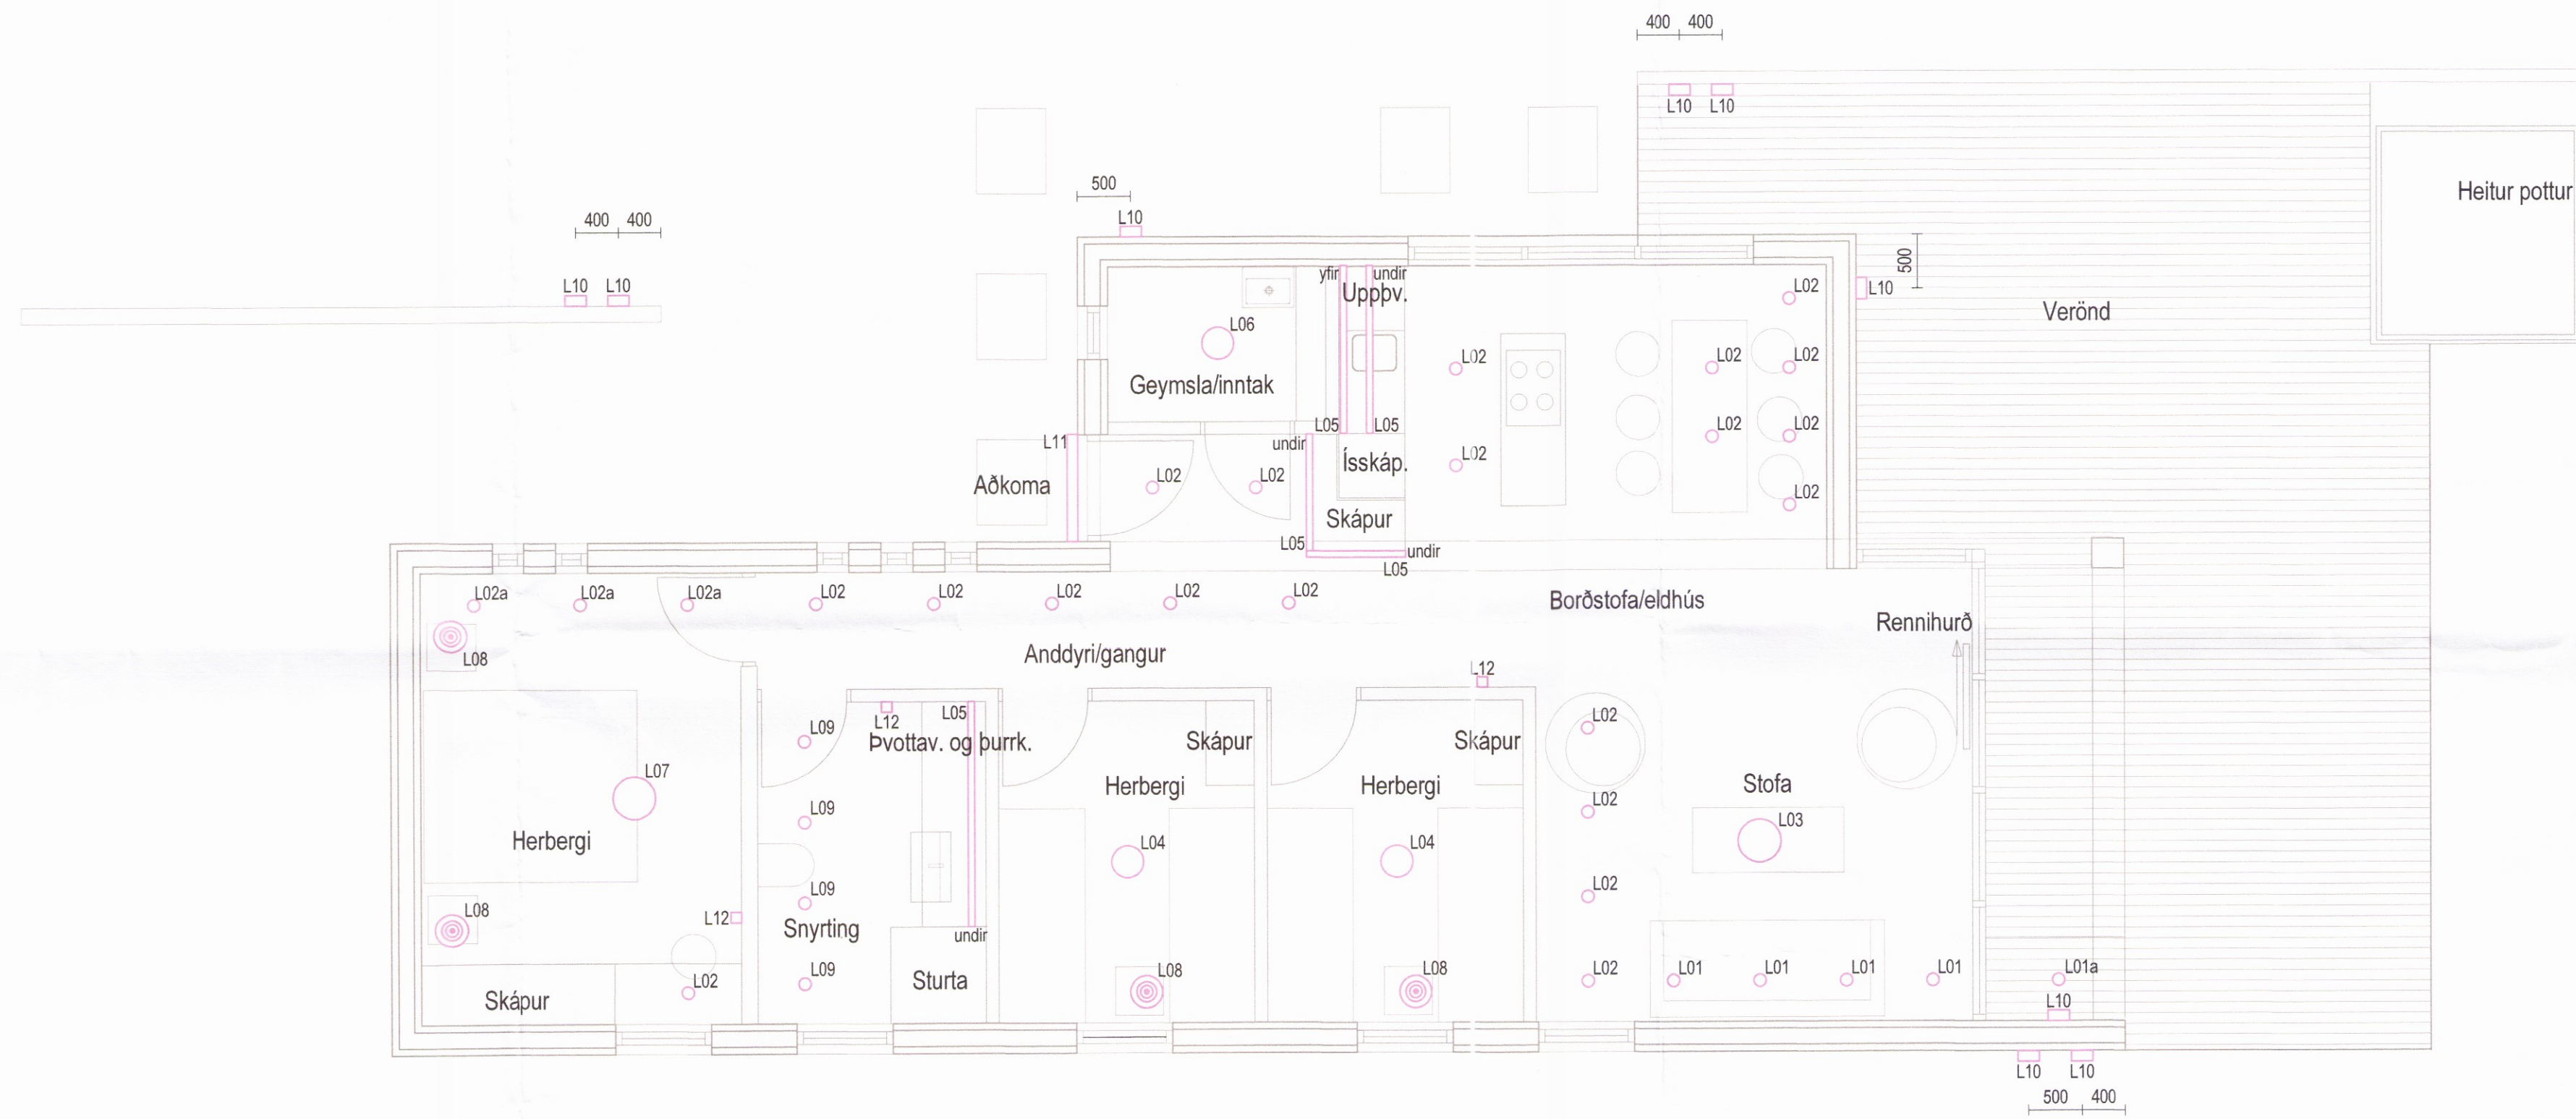 400 400
L10 L10
Heitur pottur
500
L10
400 400
L10 L10
yfir undir
Uppþv.
L02
500
L10
Verönd
L06
L02
L02 L02
Geymsla/inntak
L05 L05
L02 L02
L11
undir
L02
Ísskáp.
L02 L02
Aðkoma
L02
Skápur
L05
undir
L05
L02a L02a L02a L02 L02 L02 L02 L02
Borðstofa/eldhús
Rennihurð
L08
Anddyri/gangur
L12
L09
L12
L05
Þvottav. og þurrk.
Skápur
Skápur
L02
L07
Herbergi
Herbergi
Stofa
L09
L02
L03
Herbergi
L04
L04
L09
L02
L08
L12
Snyrting
undir
L02
L09
Sturta
L08
L08
L02
L01
L01
L01
L01
L01a
Skápur
L10
L10 L10
500 400